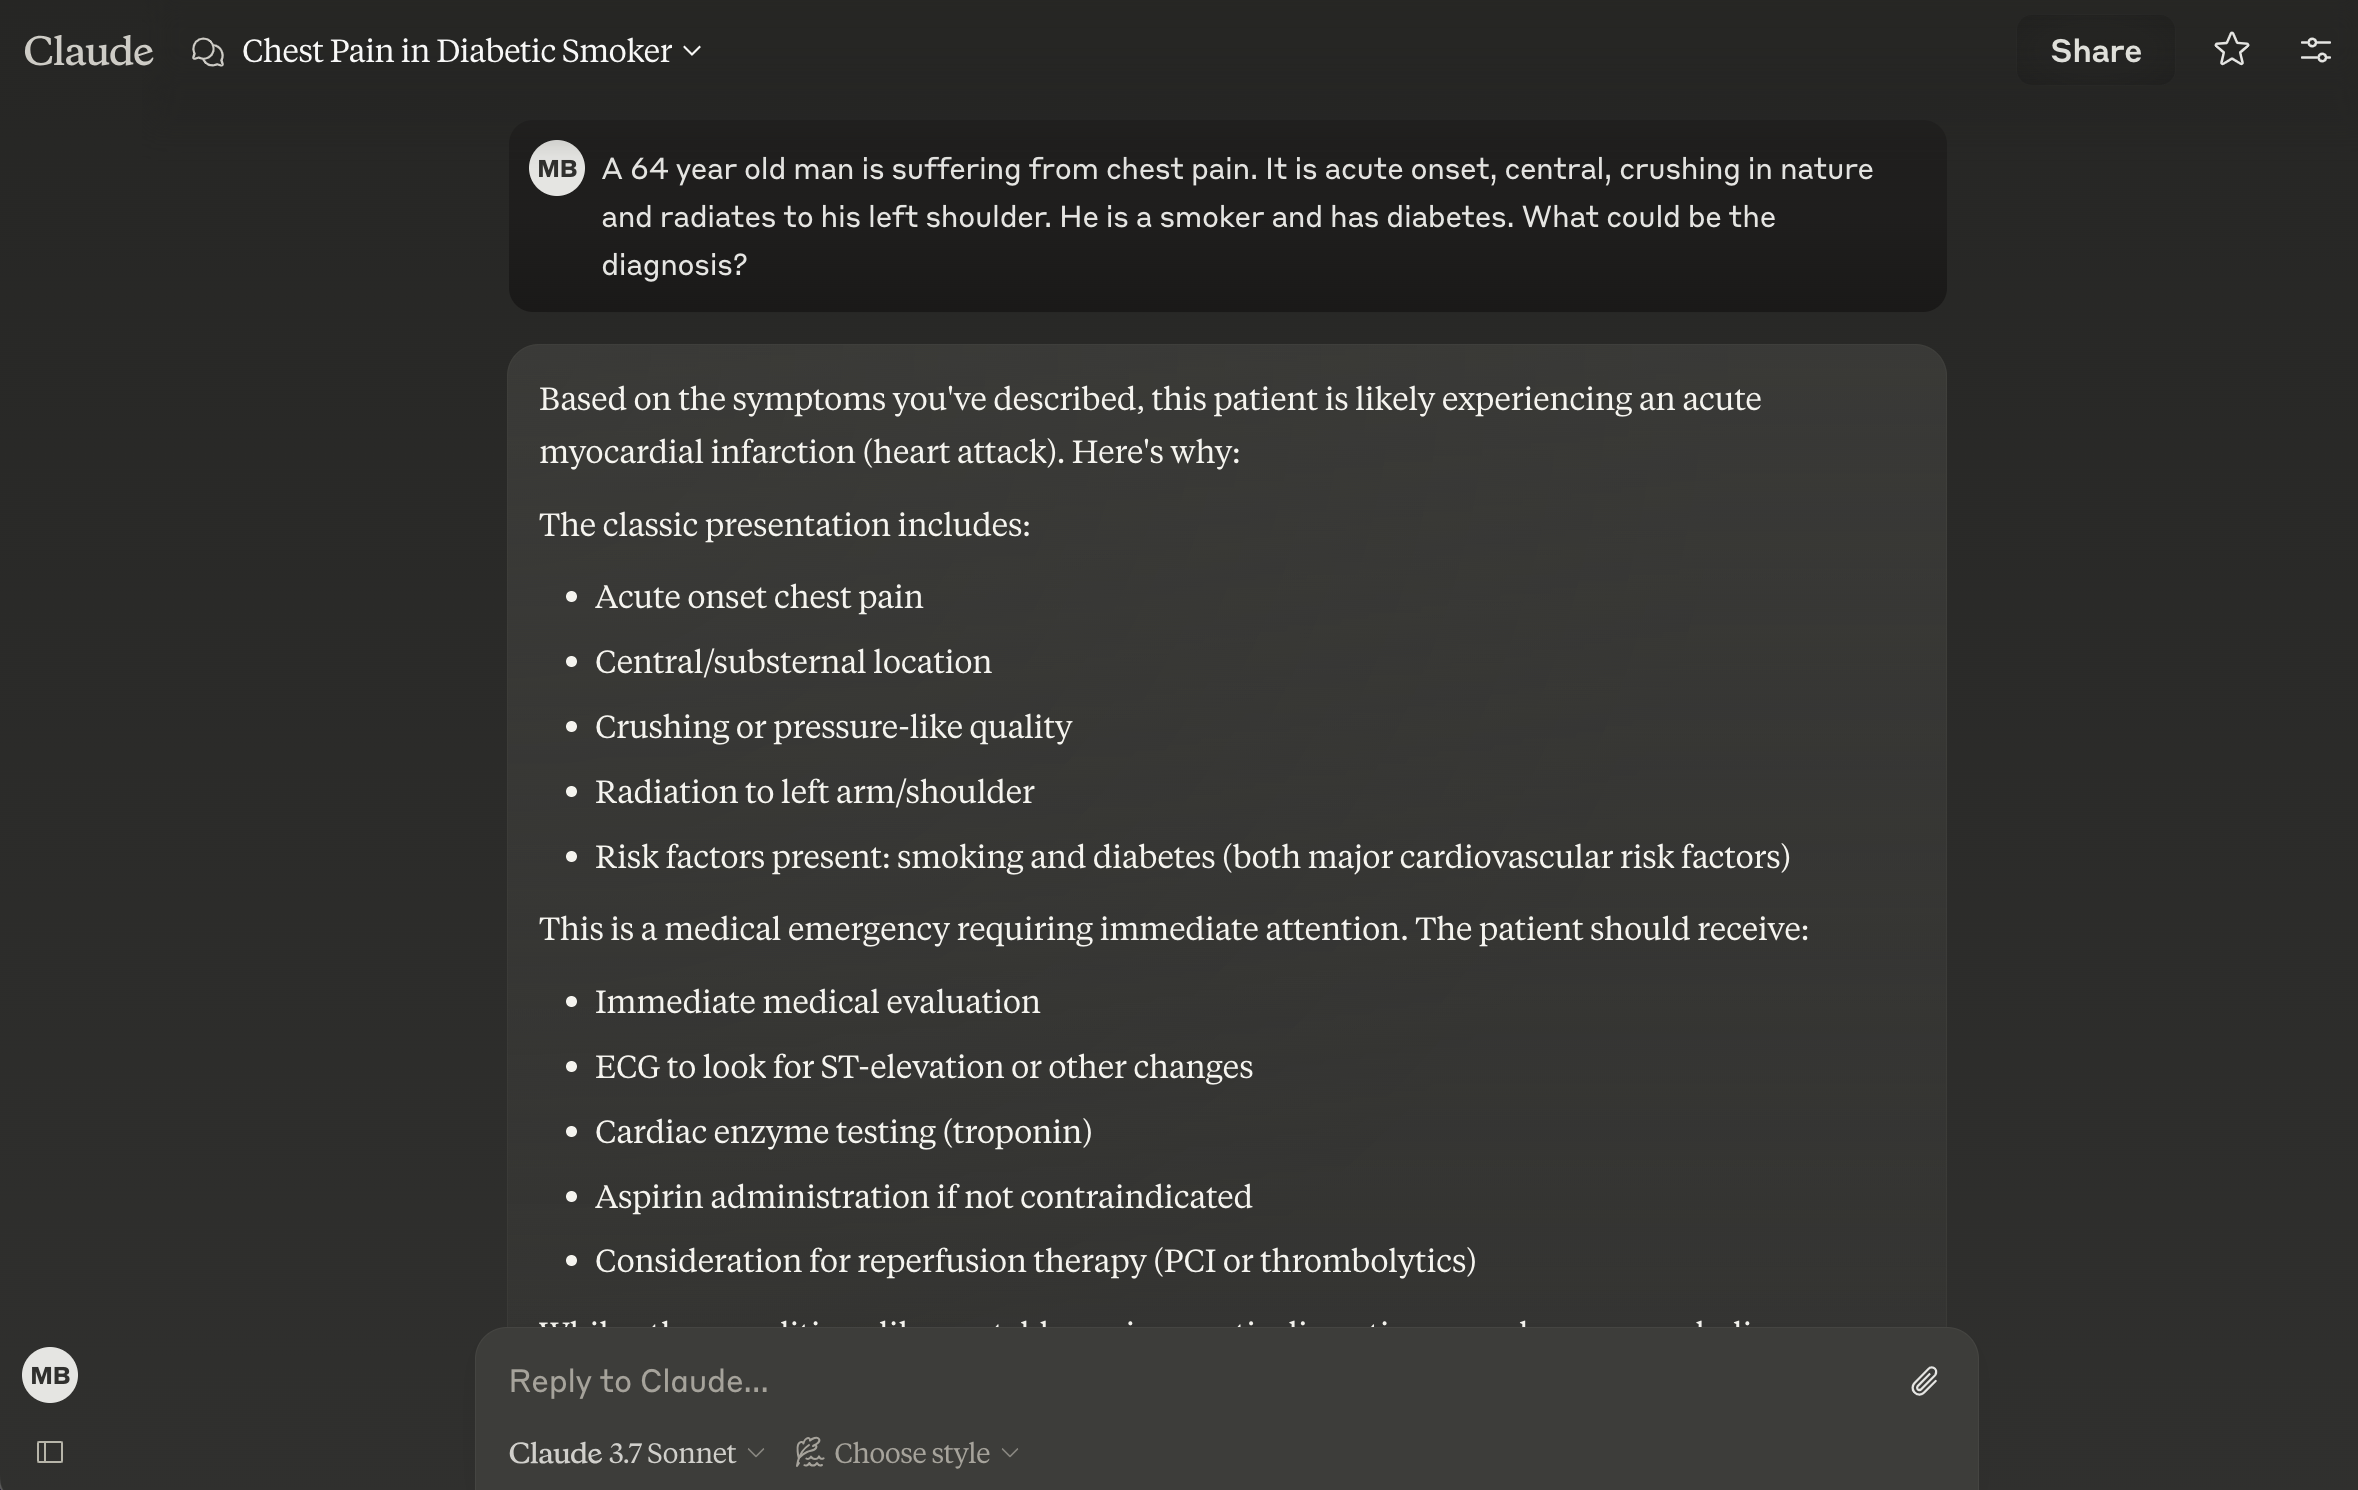 Claude
Chest Pain in Diabetic Smoker
Share
MB
A 64 year old man is suffering from chest pain. It is acute onset, central, crushing in nature
and radiates to his left shoulder. He is a smoker and has diabetes. What could be the
diagnosis?
Based on the symptoms you've described, this patient is likely experiencing an acute
myocardial infarction (heart attack). Here's why:
The classic presentation includes:
• Acute onset chest pain
• Central/substernal location
• Crushing or pressure-like quality
• Radiation to left arm/shoulder
• Risk factors present: smoking and diabetes (both major cardiovascular risk factors)
This is a medical emergency requiring immediate attention. The patient should receive:
• Immediate medical evaluation
• ECG to look for ST-elevation or other changes
• Cardiac enzyme testing (troponin)
• Aspirin administration if not contraindicated
• Consideration for reperfusion therapy (PCI or thrombolytics)
MB
Reply to Claude...
Claude 3.7 Sonnet
Choose style